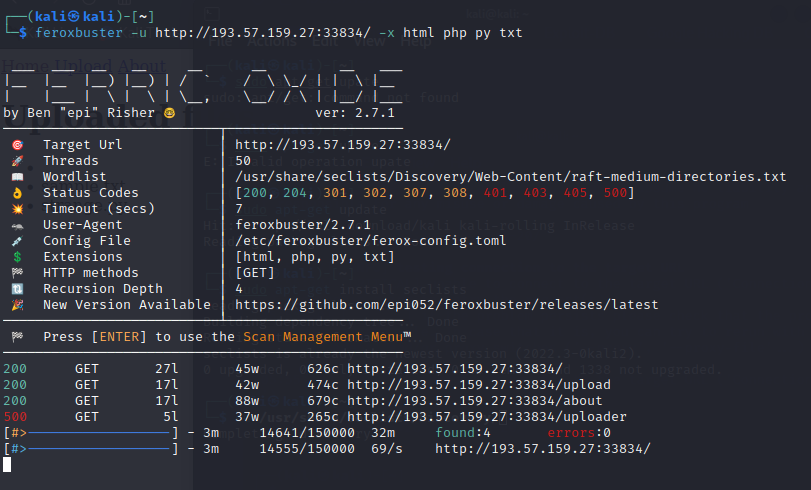 ┌──(kali㉿kali)-[~]
└─$ feroxbuster -u http://193.57.159.27:33834/ -x html php py txt
FERRIC OXIDE
by Ben "epi" Risher 🤓 ver: 2.7.1
🎯 Target Url │ http://193.57.159.27:33834/
🚀 Threads │ 50
📖 Wordlist │ /usr/share/seclists/Discovery/Web-Content/raft-medium-directories.txt
👌 Status Codes │ [200, 204, 301, 302, 307, 308, 401, 403, 405, 500]
💥 Timeout (secs) │ 7
🦡 User-Agent │ feroxbuster/2.7.1
💉 Config File │ /etc/feroxbuster/ferox-config.toml
💲 Extensions │ [html, php, py, txt]
🏁 HTTP methods │ [GET]
🔃 Recursion Depth │ 4
🎉 New Version Available │ https://github.com/epi052/feroxbuster/releases/latest
🏁 Press [ENTER] to use the Scan Management Menu™
200 GET 27l 45w 626c http://193.57.159.27:33834/
200 GET 17l 42w 474c http://193.57.159.27:33834/upload
200 GET 17l 88w 679c http://193.57.159.27:33834/about
500 GET 5l 37w 265c http://193.57.159.27:33834/uploader
[#>------------------] - 3m 14641/150000 32m found:4 errors:0
[#>------------------] - 3m 14555/150000 69/s http://193.57.159.27:33834/